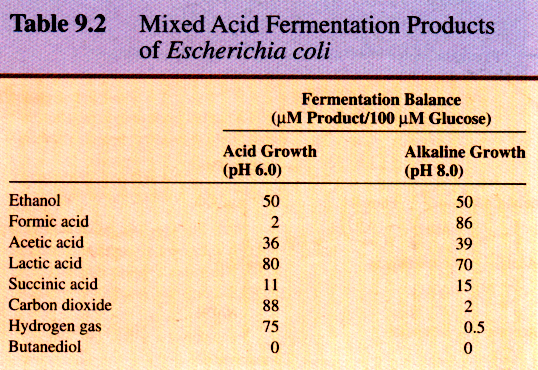 Table 9.2 Mixed Acid Fermentation Products
of Escherichia coli
Fermentation Balance
(μM Product/100 μM Glucose)
Acid Growth Alkaline Growth
(pH 6.0) (pH 8.0)
Ethanol 50 50
Formic acid 2 86
Acetic acid 36 39
Lactic acid 80 70
Succinic acid 11 15
Carbon dioxide 88 2
Hydrogen gas 75 0.5
Butanediol 0 0